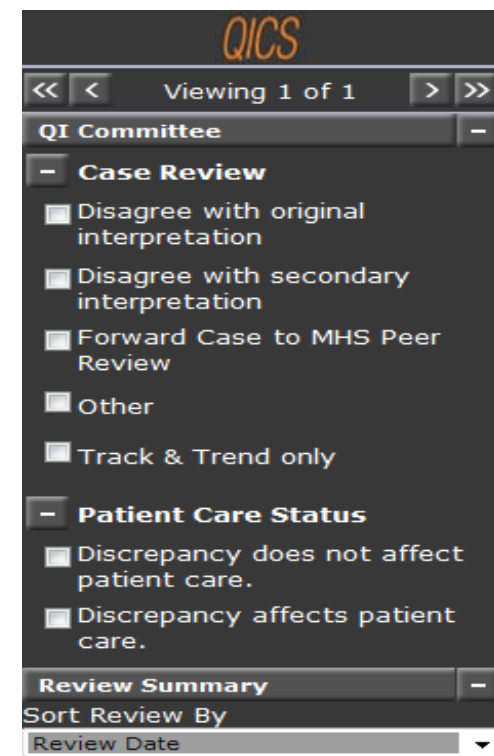 QICS
<< < Viewing 1 of 1 > >>
QI Committee –
– Case Review
Disagree with original
interpretation
Disagree with secondary
interpretation
Forward Case to MHS Peer
Review
Other
Track & Trend only
– Patient Care Status
Discrepancy does not affect
patient care.
Discrepancy affects patient
care.
Review Summary –
Sort Review By
Review Date